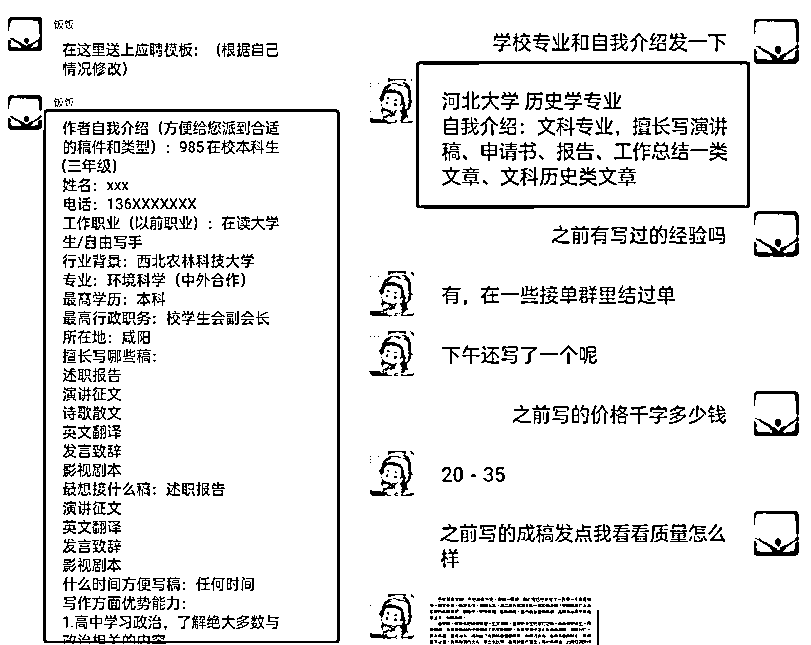 饭饭
在这里送上应聘模板：（根据自己
情况修改）
饭饭
作者自我介绍（方便给您派到合适
的稿件和类型）：985在校本科生
(三年级)
姓名：xxx
电话：136XXXXXXX
工作职业（以前职业）：在读大学
生/自由写手
行业背景：西北农林科技大学
专业：环境科学（中外合作）
最高学历：本科
最高行政职务：校学生会副会长
所在地：咸阳
擅长写哪些稿：
述职报告
演讲征文
诗歌散文
英文翻译
发言致辞
影视剧本
最想接什么稿：述职报告
演讲征文
英文翻译
发言致辞
影视剧本
什么时间方便写稿：任何时间
写作方面优势能力：
1.高中学习政治，了解绝大多数与
政治相关的内容
学校专业和自我介绍发一下
河北大学 历史学专业
自我介绍：文科专业，擅长写演讲
稿、申请书、报告、工作总结一类
文章、文科历史类文章
之前有写过的经验吗
有，在一些接单群里结过单
下午还写了一个呢
之前写的价格千字多少钱
20 - 35
之前写的成稿发点我看看质量怎么
样